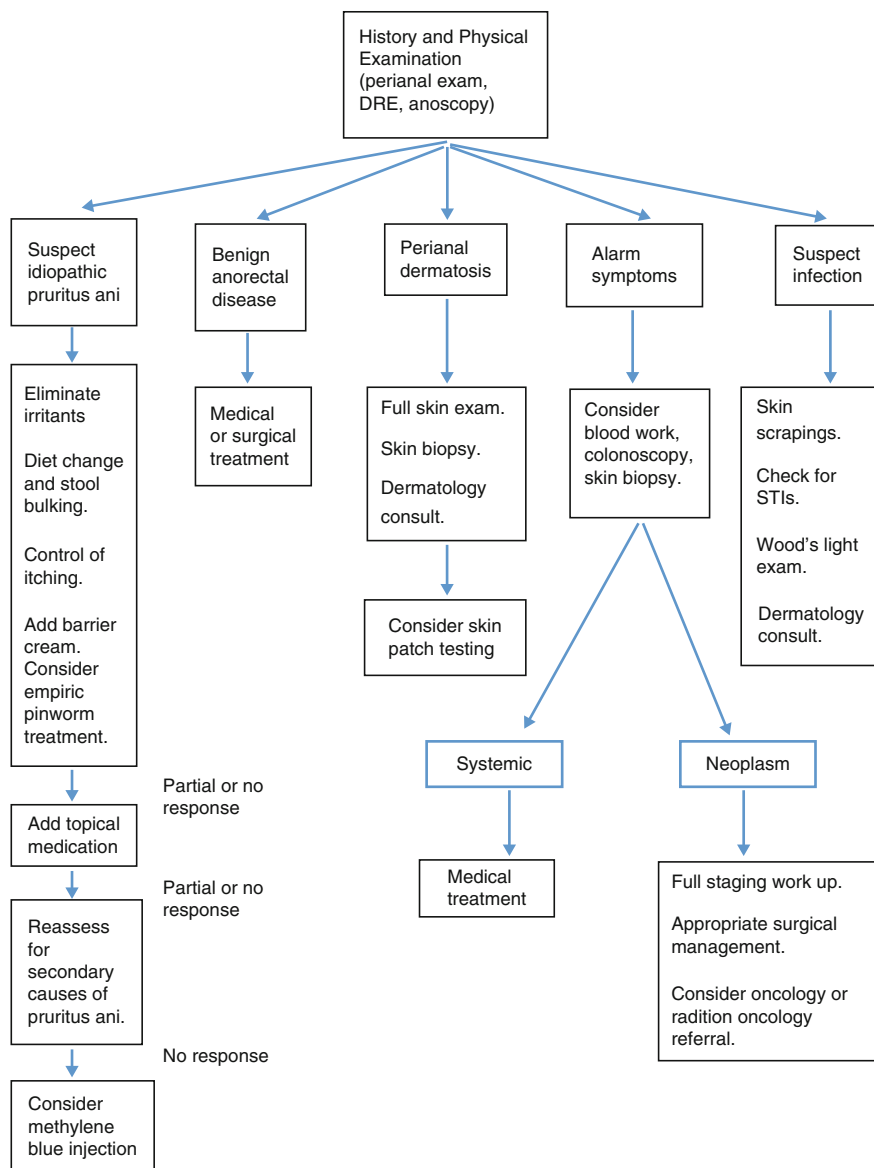 History and Physical
Examination
(perianal exam,
DRE, anoscopy)
Suspect
idiopathic
pruritus ani
Benign
anorectal
disease
Perianal
dermatosis
Alarm
symptoms
Suspect
infection
Eliminate
irritants
Diet change
and stool
bulking.
Control of
itching.
Add barrier
cream.
Consider
empiric
pinworm
treatment.
Medical
or surgical
treatment
Full skin exam.
Skin biopsy.
Dermatology
consult.
Consider
blood work,
colonoscopy,
skin biopsy.
Skin
scrapings.
Check for
STIs.
Wood's light
exam.
Dermatology
consult.
Consider skin
patch testing
Systemic
Neoplasm
Partial or no
response
Add topical
medication
Medical
treatment
Full staging work up.
Appropriate surgical
management.
Consider oncology or
radition oncology
referral.
Partial or no
response
Reassess
for
secondary
causes of
pruritus ani.
No response
Consider
methylene
blue injection